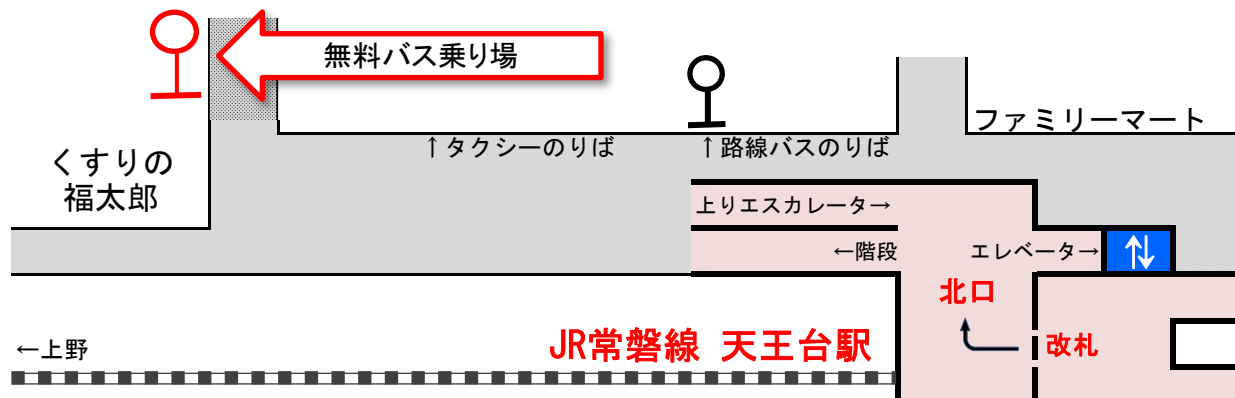 無料バス乗り場
ファミリーマート
↑タクシーのりば
↑路線バスのりば
くすりの
福太郎
上りエスカレータ→
←階段
エレベータ→
北口
JR常磐線 天王台駅
改札
←上野